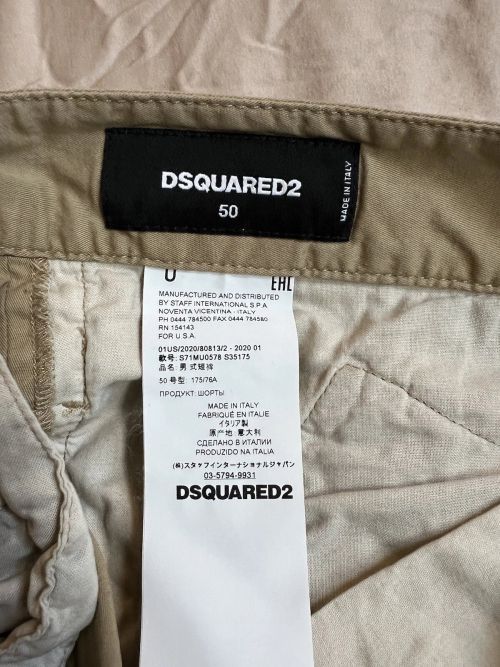 DSQUARED2
50
MADE IN ITALY
U
EAC
MANUFACTURED AND DISTRIBUTED
BY STAFF INTERNATIONAL S.P.A
NOVENTA VICENTINA - ITALY
PH 0444 784500 FAX 0444 784580
RN 154143
FOR U.S.A.
01US/2020/80813/2 - 2020 01
款号: S71MU0578 S35175
品名: 男式短裤
50 号型: 175/76A
ПРОДУКТ: ШОРТЫ
MADE IN ITALY
FABRIQUÉ EN ITALIE
イタリア製
原产地: 意大利
СДЕЛАНО В ИТАЛИИ
PRODUZIDO NA ITALIA
(株)スタッフインターナショナルジャパン
03-5794-9931
DSQUARED2